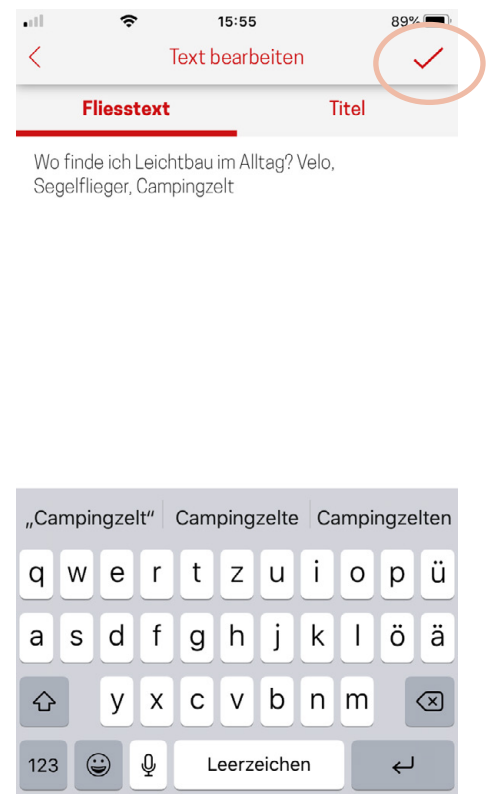 15:55
89%
Text bearbeiten
Fliesstext Titel
Wo finde ich Leichtbau im Alltag? Velo,
Segelflieger, Campingzelt
„Campingzelt“ Campingzelte Campingzelten
q w e r t z u i o p ü
a s d f g h j k l ö ä
y x c v b n m
123 Leerzeichen